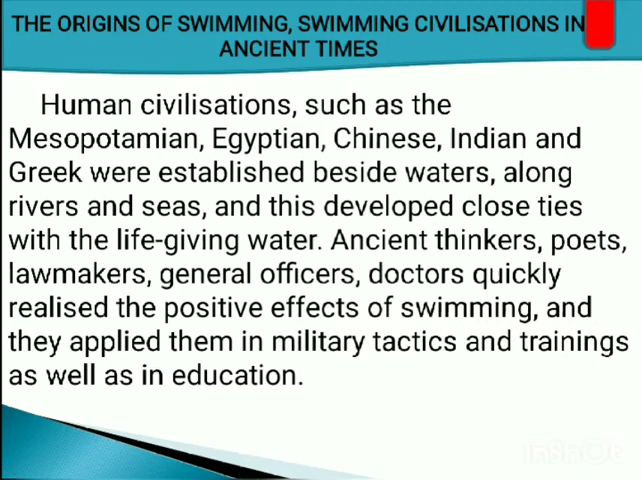 THE ORIGINS OF SWIMMING, SWIMMING CIVILISATIONS IN
ANCIENT TIMES
Human civilisations, such as the
Mesopotamian, Egyptian, Chinese, Indian and
Greek were established beside waters, along
rivers and seas, and this developed close ties
with the life-giving water. Ancient thinkers, poets,
lawmakers, general officers, doctors quickly
realised the positive effects of swimming, and
they applied them in military tactics and trainings
as well as in education.